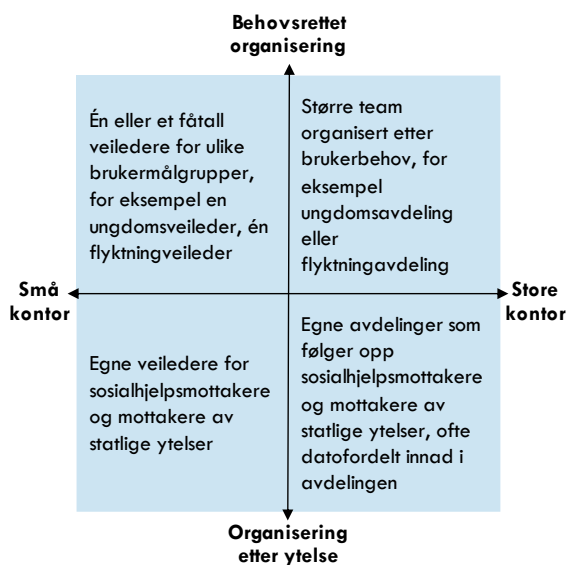 Behovsrettet
organisering
Én eller et fåtall
veiledere for ulike
brukermålgrupper,
for eksempel en
ungdomsveileder, én
flyktningveileder
Større team
organisert etter
brukerbehov, for
eksempel
ungdomsavdeling
eller
flyktningavdeling
Små
kontor
Store
kontor
Egne veiledere for
sosialhjelpsmottakere
og mottakere av
statlige ytelser
Egne avdelinger som
følger opp
sosialhjelpsmottakere
og mottakere av
statlige ytelser, ofte
datofordelt innad i
avdelingen
Organisering
etter ytelse